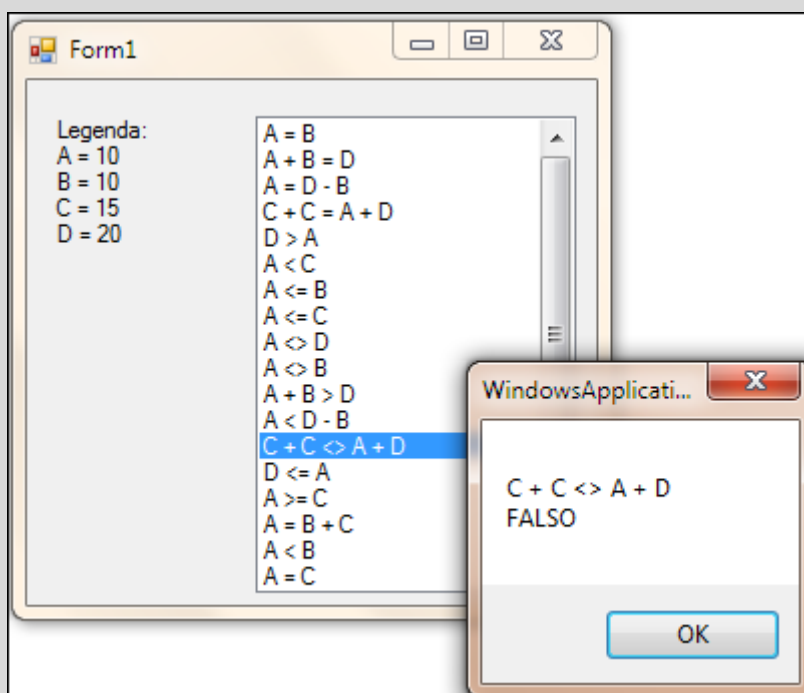 Form1
Legenda:
A = 10
B = 10
C = 15
D = 20
A = B
A + B = D
A = D - B
C + C = A + D
D > A
A < C
A <= B
A <= C
A <> D
A <> B
A + B > D
A < D - B
C + C <> A + D
D <= A
A >= C
A = B + C
A < B
A = C
WindowsApplicati...
C + C <> A + D
FALSO
OK